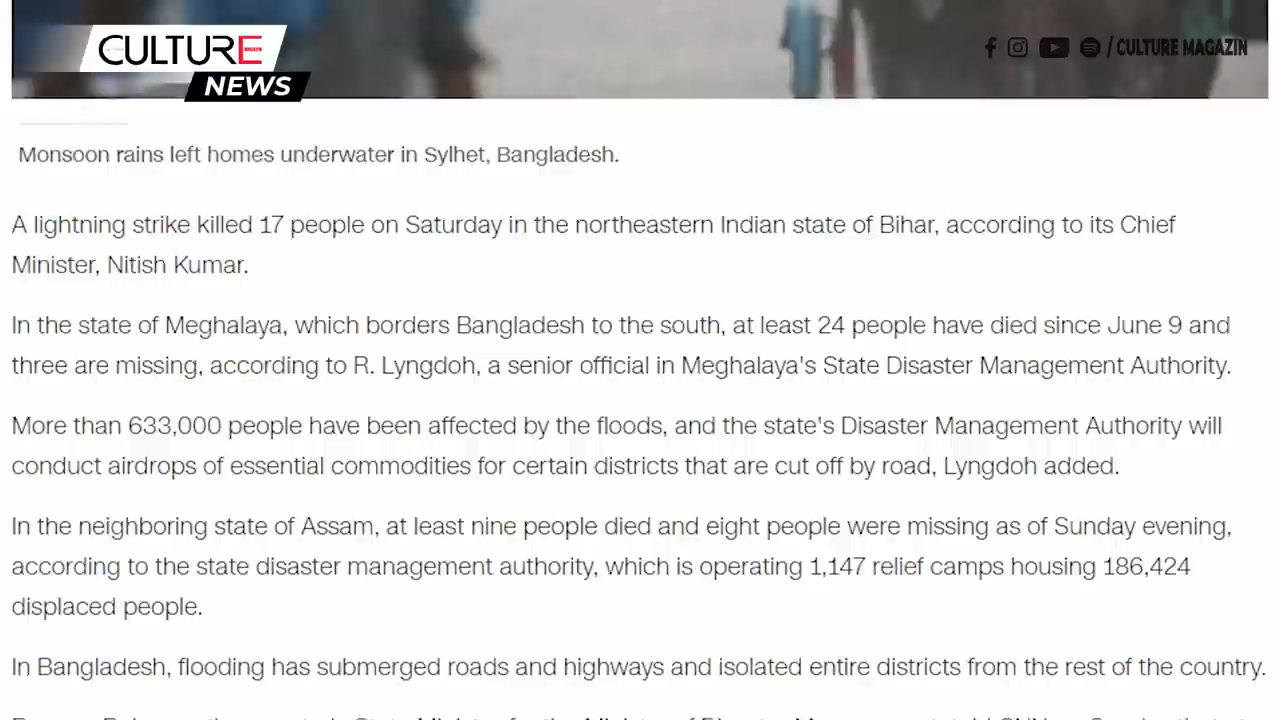 CULTURE
NEWS
/ CULTURE MAGAZIN
Monsoon rains left homes underwater in Sylhet, Bangladesh.
A lightning strike killed 17 people on Saturday in the northeastern Indian state of Bihar, according to its Chief
Minister, Nitish Kumar.
In the state of Meghalaya, which borders Bangladesh to the south, at least 24 people have died since June 9 and
three are missing, according to R. Lyngdoh, a senior official in Meghalaya's State Disaster Management Authority.
More than 633,000 people have been affected by the floods, and the state's Disaster Management Authority will
conduct airdrops of essential commodities for certain districts that are cut off by road, Lyngdoh added.
In the neighboring state of Assam, at least nine people died and eight people were missing as of Sunday evening,
according to the state disaster management authority, which is operating 1,147 relief camps housing 186,424
displaced people.
In Bangladesh, flooding has submerged roads and highways and isolated entire districts from the rest of the country.